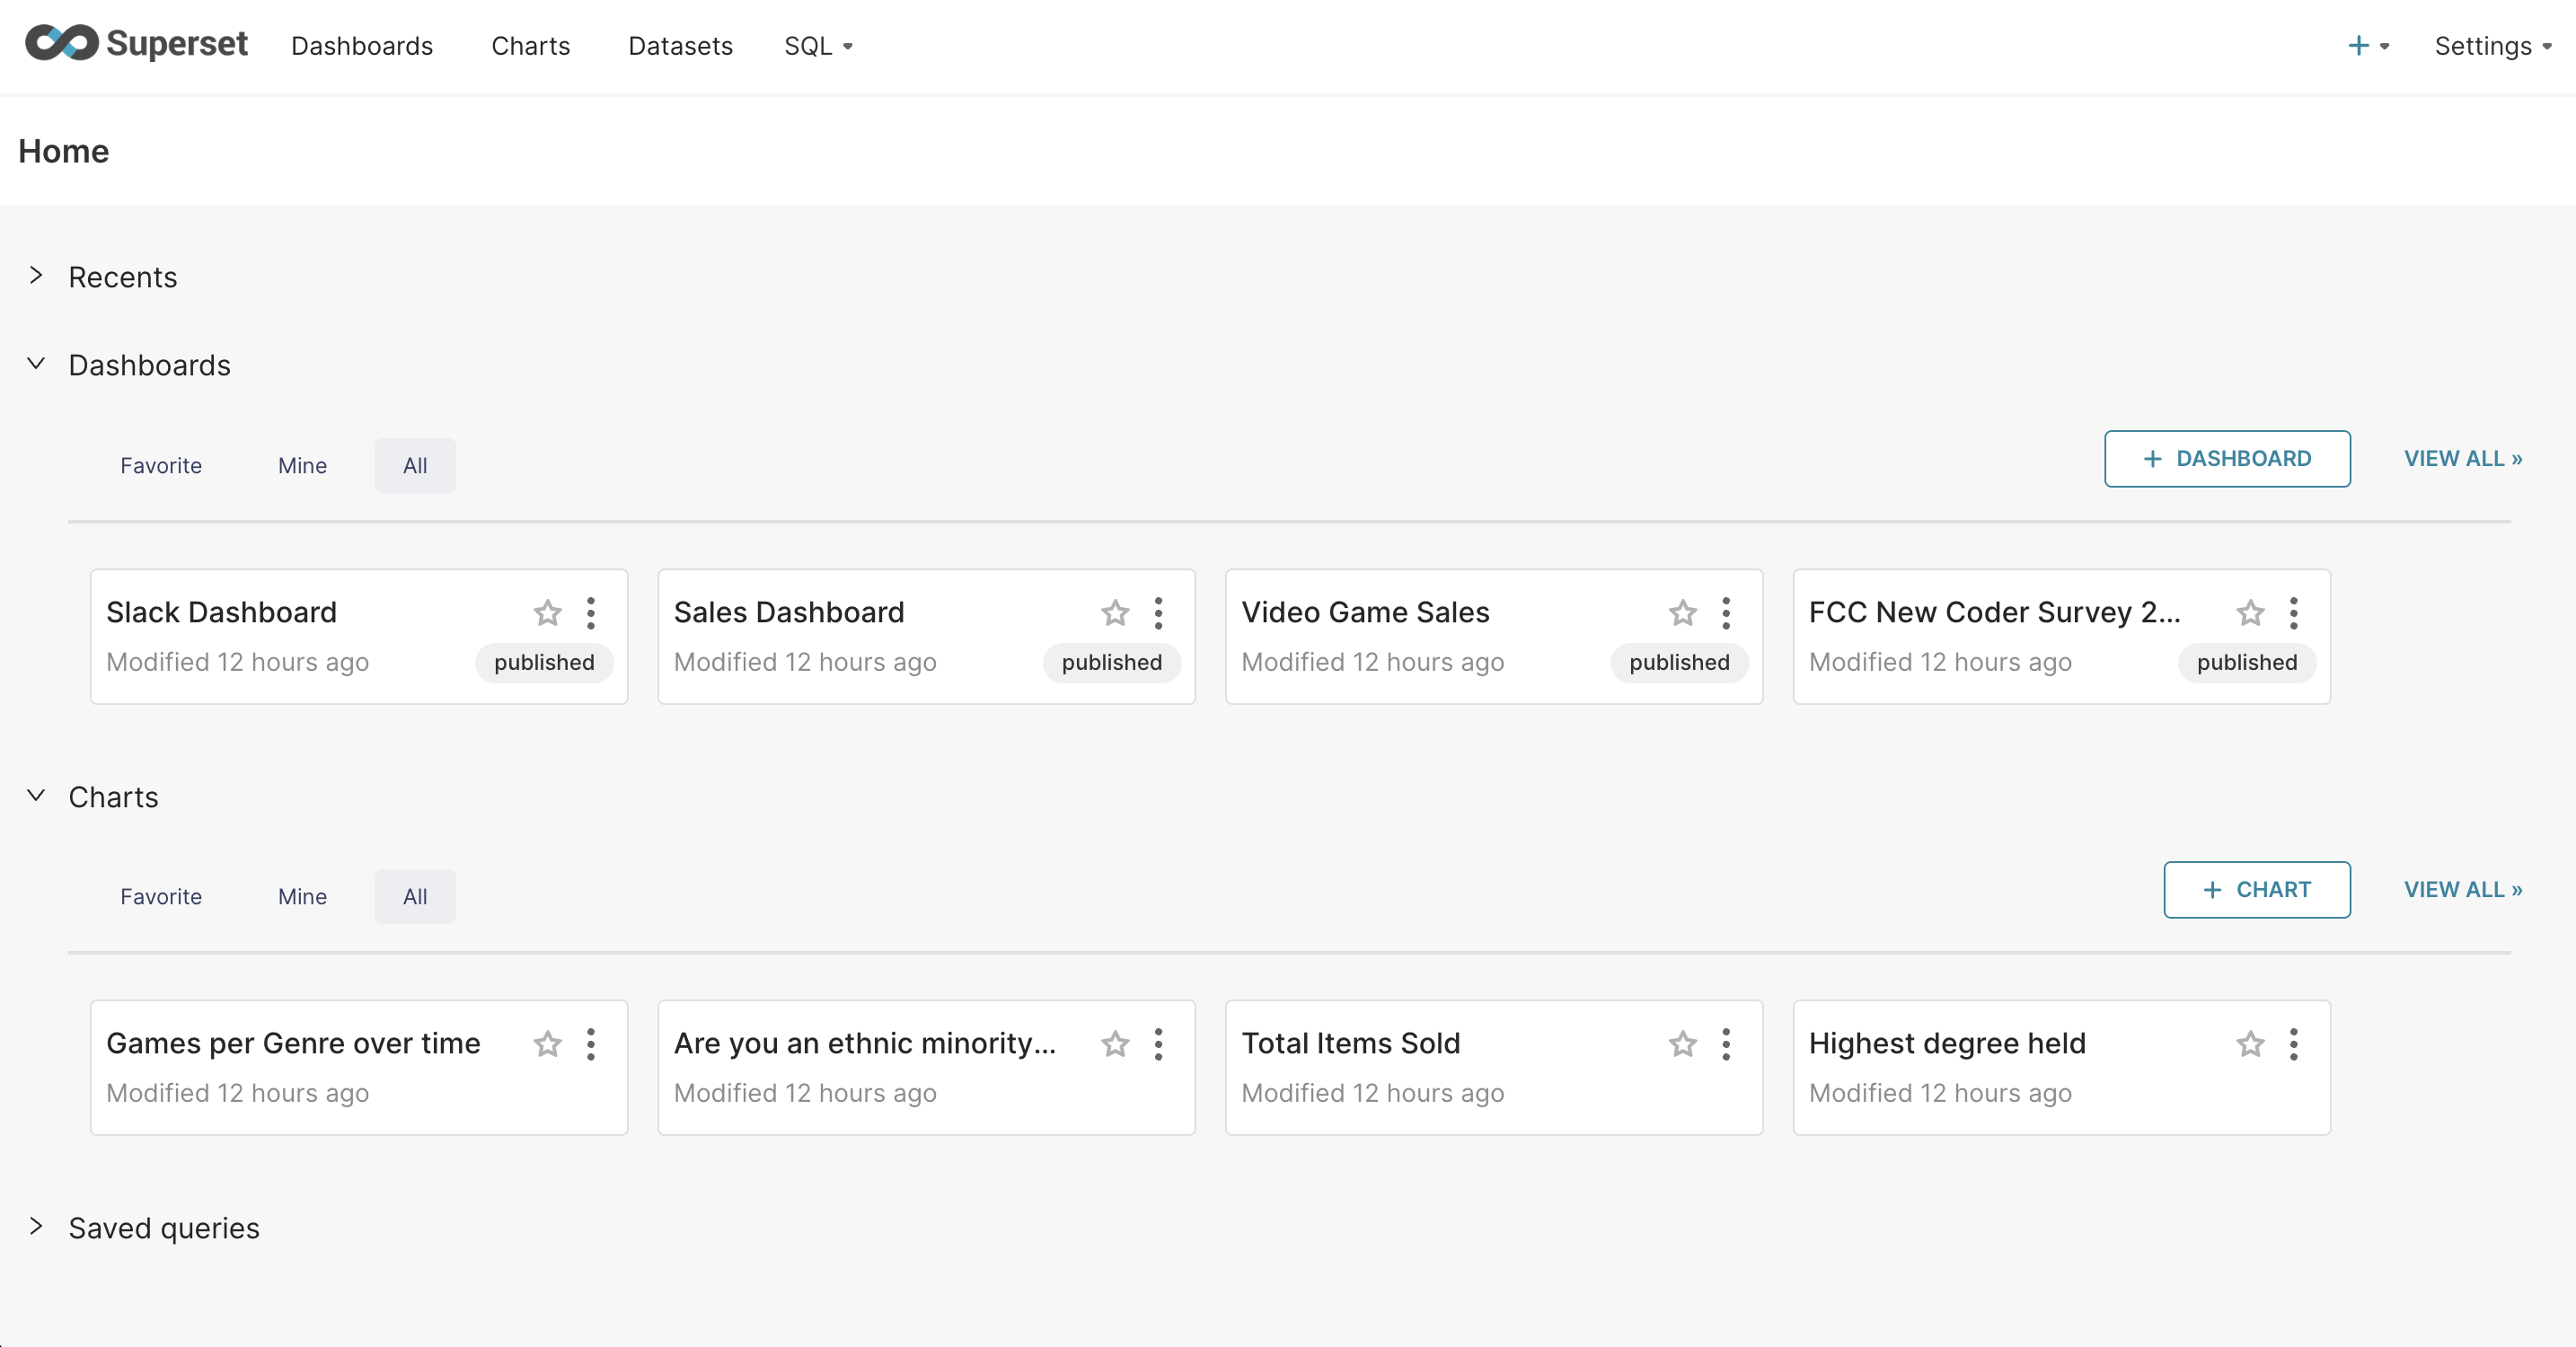 Superset Dashboards Charts Datasets SQL + Settings
Home
Recents
Dashboards
Favorite Mine All + DASHBOARD VIEW ALL »
Slack Dashboard
Modified 12 hours ago published
Sales Dashboard
Modified 12 hours ago published
Video Game Sales
Modified 12 hours ago published
FCC New Coder Survey 2...
Modified 12 hours ago published
Charts
Favorite Mine All + CHART VIEW ALL »
Games per Genre over time
Modified 12 hours ago
Are you an ethnic minority...
Modified 12 hours ago
Total Items Sold
Modified 12 hours ago
Highest degree held
Modified 12 hours ago
Saved queries